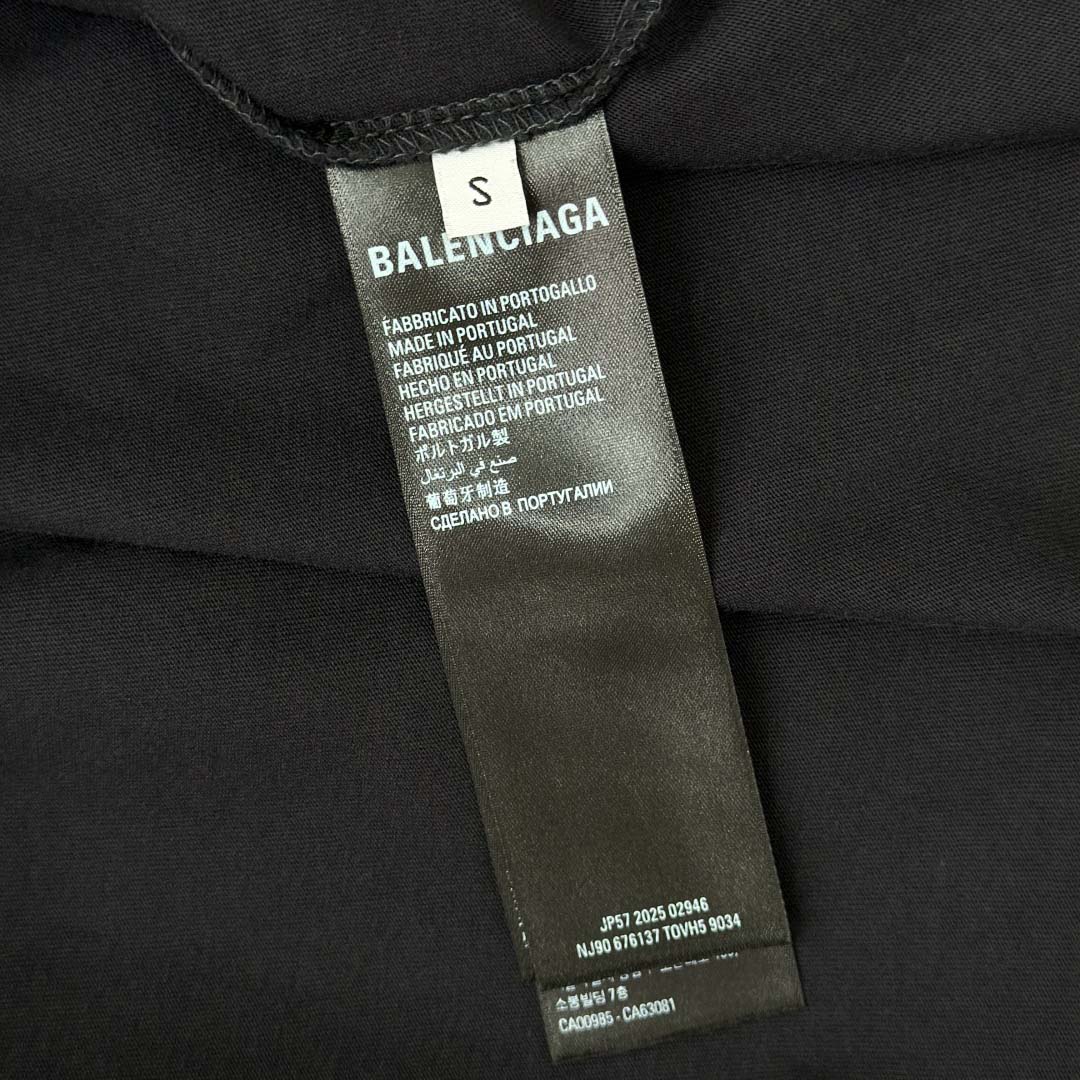 S
BALENCIAGA
FABBRICATO IN PORTOGALLO
MADE IN PORTUGAL
FABRIQUÉ AU PORTUGAL
HECHO EN PORTUGAL
HERGESTELLT IN PORTUGAL
FABRICADO EM PORTUGAL
ポルトガル製
صنع في البرتغال
葡萄牙制造
СДЕЛАНО В ПОРТУГАЛИИ
JP57 2025 02946
NJ90 676137 TOVH5 9034
소봉빌딩 7층
CA00985 - CA63081